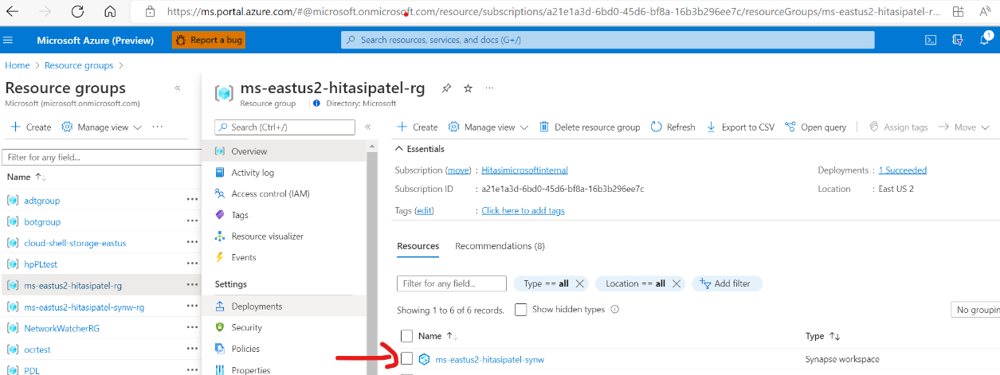 https://ms.portal.azure.com/#@microsoft.onmicrosoft.com/resource/subscriptions/a21e1a3d-6bd0-45d6-bf8a-16b3b296ee7c/resourceGroups/ms-eastus2-hitasipatel-r...
Microsoft Azure (Preview) Report a bug Search resources, services, and docs (G+/) 1
Home > Resource groups >
Resource groups «
Microsoft (microsoft.onmicrosoft.com)
+ Create Manage view ···
Filter for any field...
Name ↑↓
adtgroup ···
botgroup ···
cloud-shell-storage-eastus ···
hpPLtest ···
ms-eastus2-hitasipatel-rg ···
ms-eastus2-hitasipatel-synw-rg ···
NetworkWatcherRG ···
ocrtest ···
PDL ···
ms-eastus2-hitasipatel-rg ···
Resource group Directory: Microsoft
Search (Ctrl+/) «
Overview
Activity log
Access control (IAM)
Tags
Resource visualizer
Events
Settings
Deployments
Security
Policies
Properties
+ Create Manage view Delete resource group Refresh Export to CSV Open query Assign tags Move
Essentials
Subscription (move) : Hitasimicrosoftinternal Deployments : 1 Succeeded
Subscription ID : a21e1a3d-6bd0-45d6-bf8a-16b3b296ee7c Location : East US 2
Tags (edit) : Click here to add tags
Resources Recommendations (8)
Filter for any field... Type == all Location == all Add filter
Showing 1 to 6 of 6 records. Show hidden types No groupin
Name ↑↓ Type ↑↓
ms-eastus2-hitasipatel-synw Synapse workspace